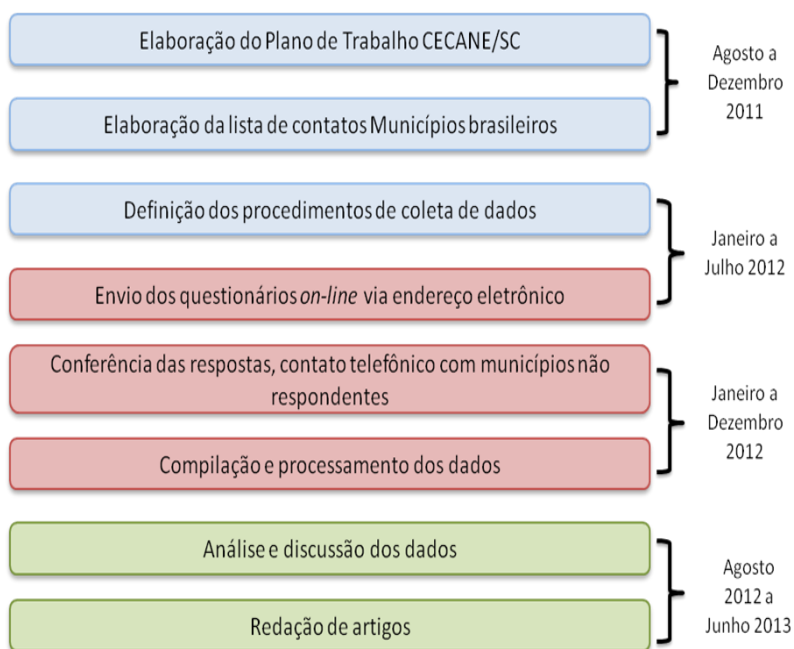 Elaboração do Plano de Trabalho CECANE/SC
Elaboração da lista de contatos Municípios brasileiros
Agosto a
Dezembro
2011
Definição dos procedimentos de coleta de dados
Envio dos questionários on-line via endereço eletrônico
Janeiro a
Julho 2012
Conferência das respostas, contato telefônico com municípios não
respondentes
Compilação e processamento dos dados
Janeiro a
Dezembro
2012
Análise e discussão dos dados
Redação de artigos
Agosto
2012 a
Junho 2013